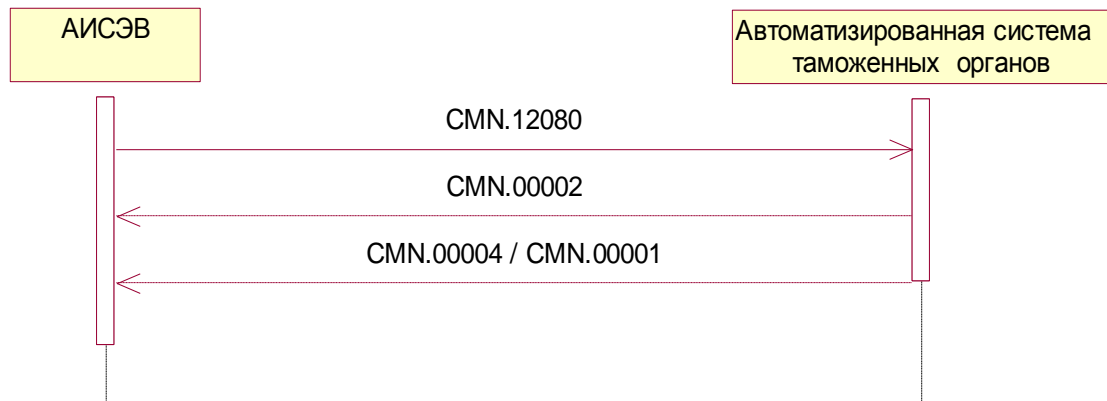 АИСЭВ
Автоматизированная система
таможенных органов
CMN.12080
CMN.00002
CMN.00004 / CMN.00001